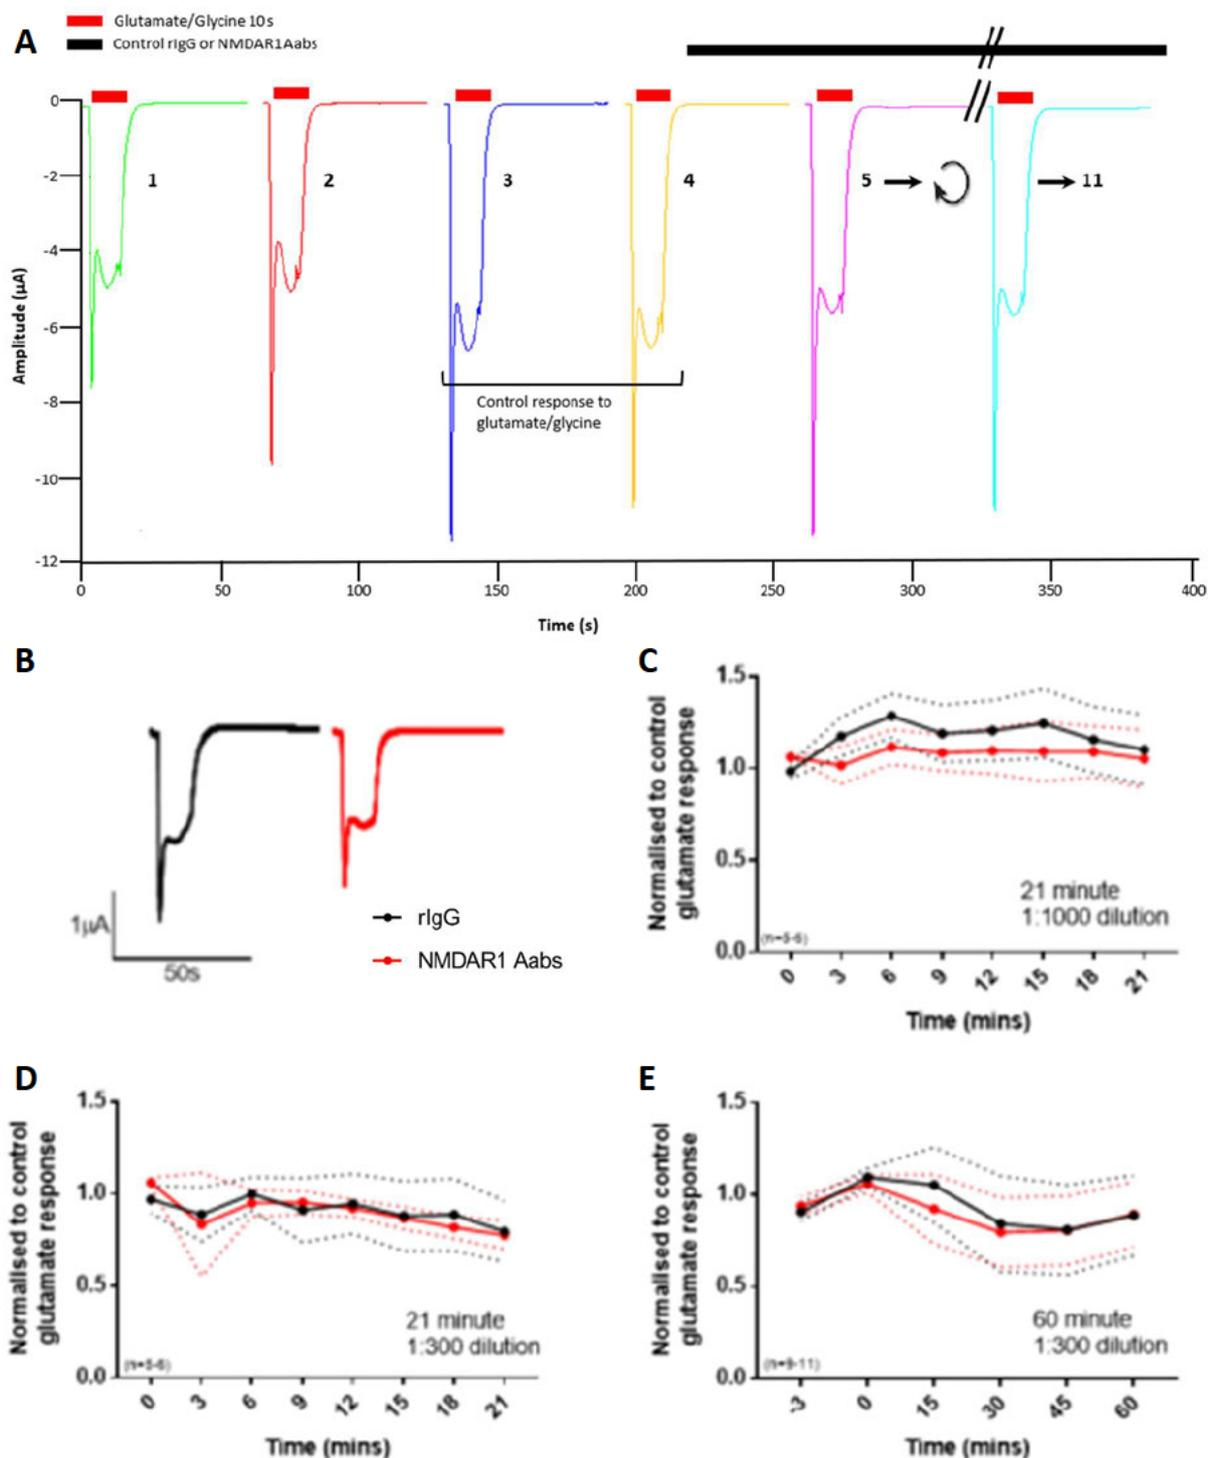 A
Glutamate/Glycine 10s
Control rIgG or NMDAR1Aabs
0
-2
-4
-6
-8
-10
-12
Amplitude (µA)
1
2
3
4
5
11
Control response to
glutamate/glycine
0
50
100
150
200
250
300
350
400
Time (s)
B
1µA
50s
rIgG
NMDAR1 Aabs
C
Normalised to control
glutamate response
1.5
1.0
0.5
0.0
(n=5-6)
21 minute
1:1000 dilution
0
3
6
9
12
15
18
21
Time (mins)
D
Normalised to control
glutamate response
1.5
1.0
0.5
0.0
(n=5-6)
21 minute
1:300 dilution
0
3
6
9
12
15
18
21
Time (mins)
E
Normalised to control
glutamate response
1.5
1.0
0.5
0.0
(n=9-11)
60 minute
1:300 dilution
-3
0
15
30
45
60
Time (mins)